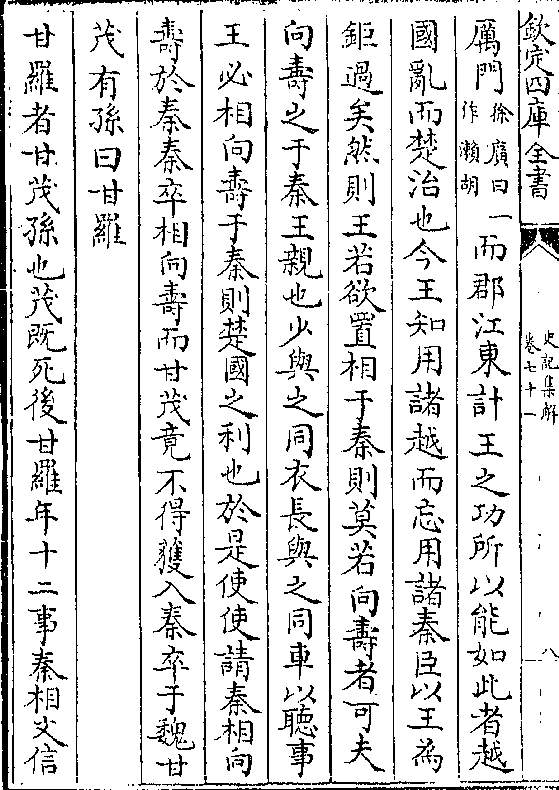 欽定四庫全書
史記集解
卷七十一
八
厲門徐廣曰一作瀬胡而郡江東計王之功所以能如此者越
國亂而楚治也今王知用諸越而忘用諸秦臣以王為
鉅過矣然則王若欲置相于秦則莫若向壽者可夫
向壽之于秦王親也少與之同衣長與之同車以聽事
王必相向壽于秦則楚國之利也於是使使請秦相向
壽於秦秦卒相向壽而甘茂竟不得獲入秦卒于魏甘
茂有孫曰甘羅
甘羅者甘茂孫也茂既死後甘羅年十二事秦相文信